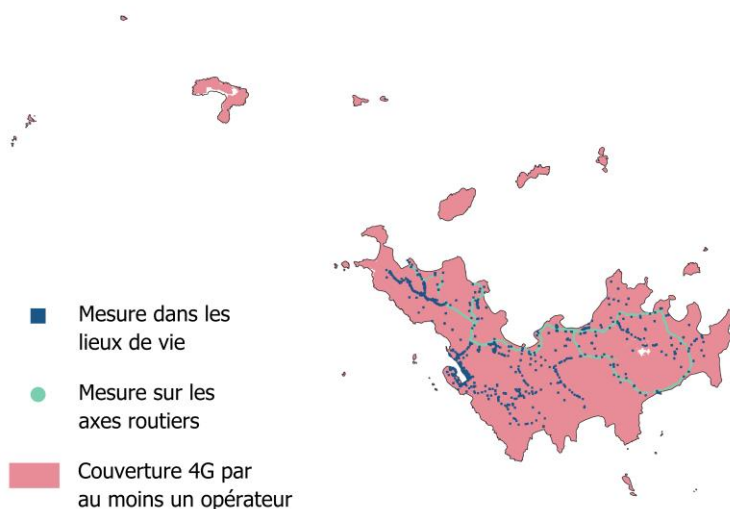 Mesure dans les
lieux de vie
Mesure sur les
axes routiers
Couverture 4G par
au moins un opérateur